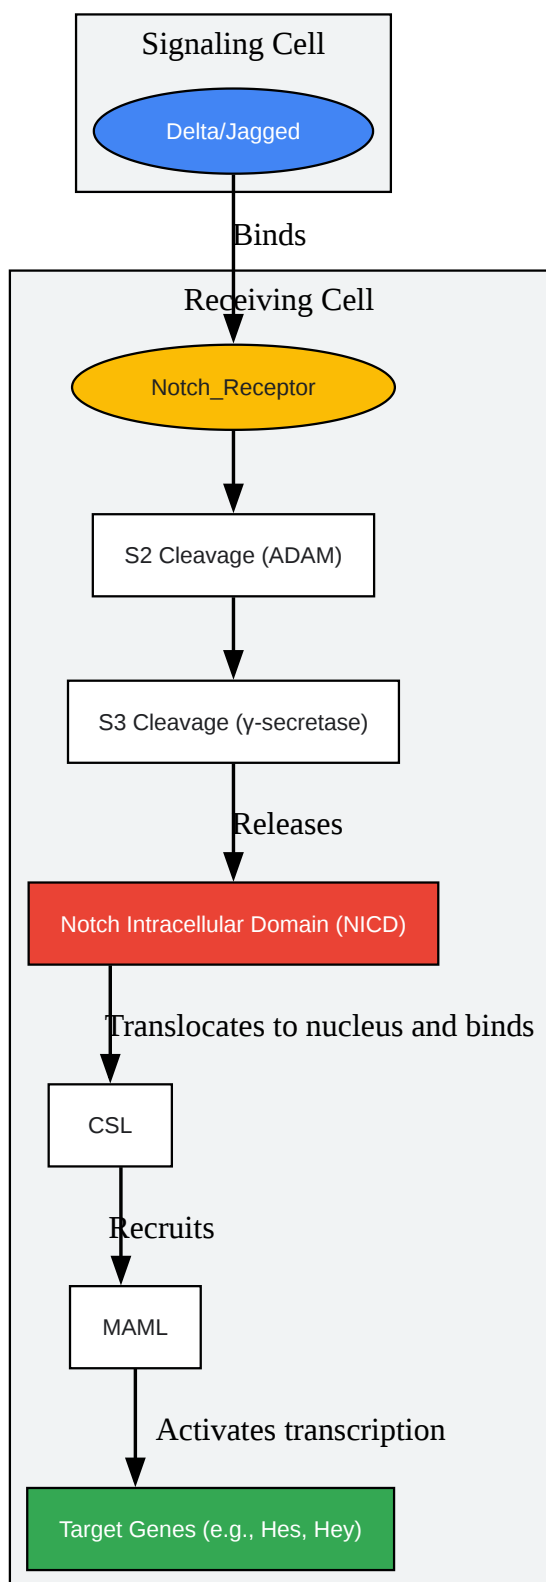 Signaling Cell
Delta/Jagged
Binds
Receiving Cell
Notch_Receptor
S2 Cleavage (ADAM)
S3 Cleavage (γ-secretase)
Releases
Notch Intracellular Domain (NICD)
Translocates to nucleus and binds
CSL
Recruits
MAML
Activates transcription
Target Genes (e.g., Hes, Hey)